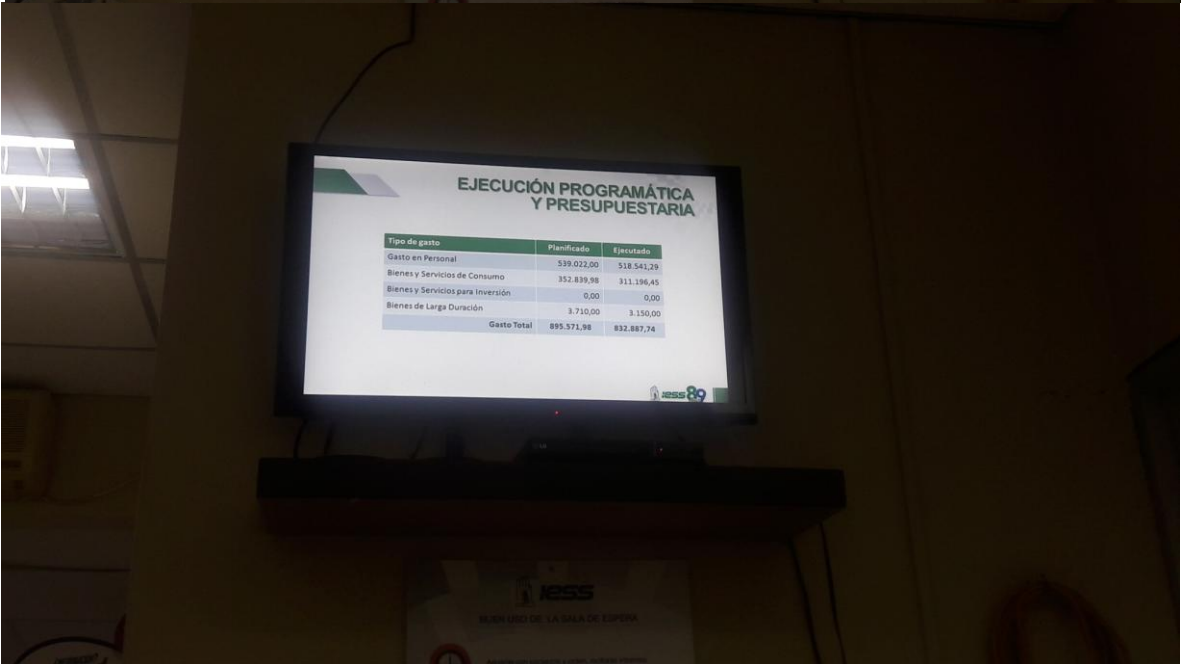 EJECUCIÓN PROGRAMÁTICA
Y PRESUPUESTARIA
Tipo de gasto Planificado Ejecutado
Gasto en Personal 539.022,00 518.541,29
Bienes y Servicios de Consumo 352.839,98 311.196,45
Bienes y Servicios para Inversión 0,00 0,00
Bienes de Larga Duración 3.710,00 3.150,00
Gasto Total 895.571,98 832.887,74
iess 89
LG
IESS
BUEN USO DE LA SALA DE ESPERA